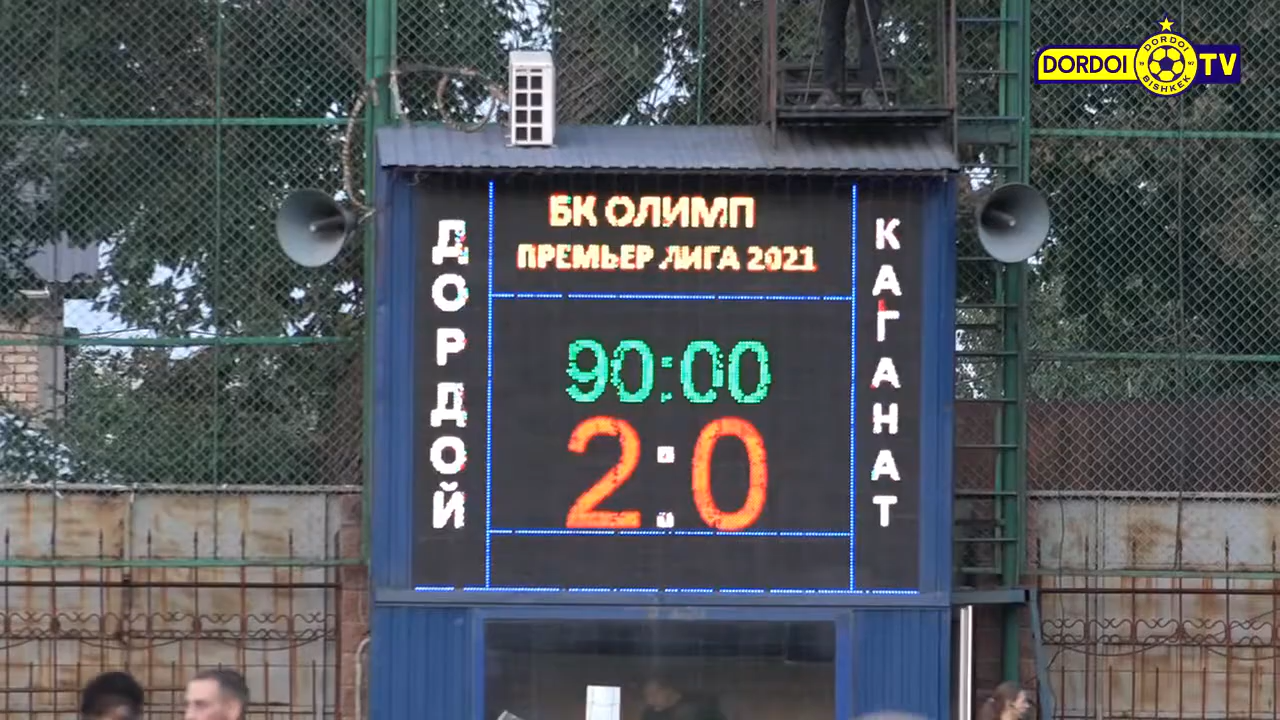 DORDOI TV
DORDOI
BISHKEK
БК ОЛИМП
ПРЕМЬЕР ЛИГА 2021
ДОРДОЙ
КАГАНАТ
90:00
2:0